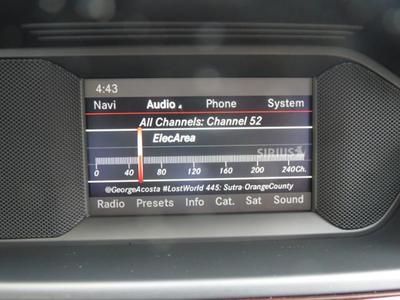 4:43
Navi Audio Phone System
All Channels: Channel 52
ElecArea
SIRIUS
0 40 80 120 160 200 240Ch.
@GeorgeAcosta #LostWorld 445: Sutra OrangeCounty
Radio Presets Info Cat. Sat Sound